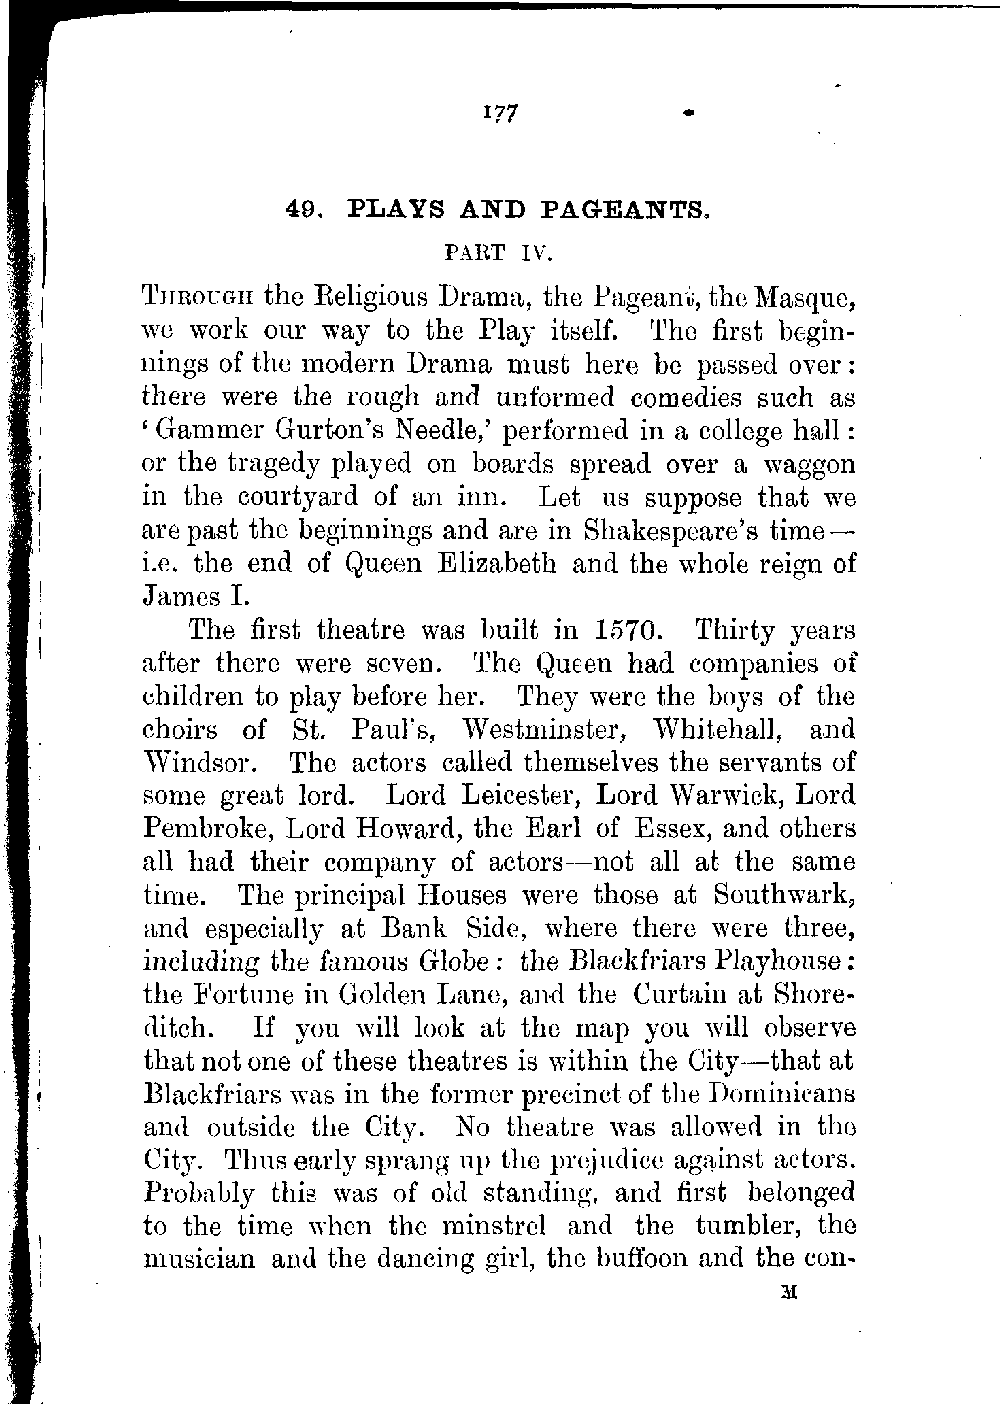 177
49. PLAYS AND PAGEANTS.
PART IV.
THROUGH the Religious Drama, the Pageant, the Masque,
we work our way to the Play itself. The first begin-
nings of the modern Drama must here be passed over:
there were the rough and unformed comedies such as
‘Gammer Gurton's Needle,’ performed in a college hall:
or the tragedy played on boards spread over a waggon
in the courtyard of an inn. Let us suppose that we
are past the beginnings and are in Shakespeare's time—
i.e. the end of Queen Elizabeth and the whole reign of
James I.
The first theatre was built in 1570. Thirty years
after there were seven. The Queen had companies of
children to play before her. They were the boys of the
choirs of St. Paul's, Westminster, Whitehall, and
Windsor. The actors called themselves the servants of
some great lord. Lord Leicester, Lord Warwick, Lord
Pembroke, Lord Howard, the Earl of Essex, and others
all had their company of actors—not all at the same
time. The principal Houses were those at Southwark,
and especially at Bank Side, where there were three,
including the famous Globe: the Blackfriars Playhouse:
the Fortune in Golden Lane, and the Curtain at Shore-
ditch. If you will look at the map you will observe
that not one of these theatres is within the City—that at
Blackfriars was in the former precinct of the Dominicans
and outside the City. No theatre was allowed in the
City. Thus early sprang up the prejudice against actors.
Probably this was of old standing, and first belonged
to the time when the minstrel and the tumbler, the
musician and the dancing girl, the buffoon and the con-
M